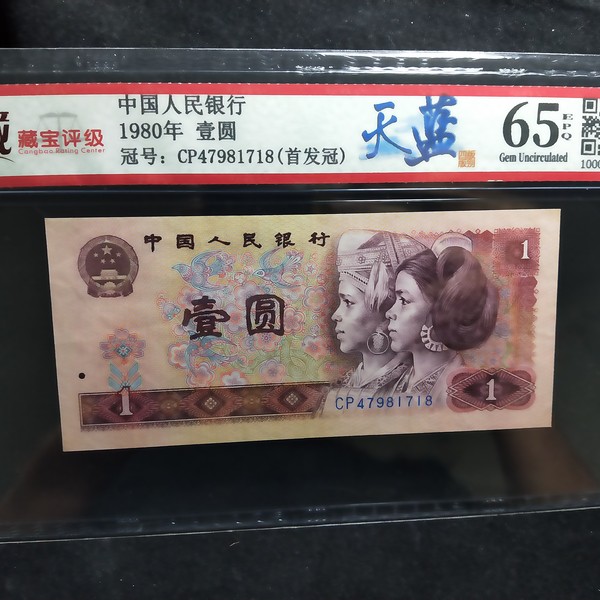 中国人民银行
1980年 壹圆
冠号: CP47981718(首发冠)
藏宝评级
Cangbao Rating Center
天蓝
65
EPQ
Gem Uncirculated
中国人民银行
1
壹圆
1
1
CP47981718